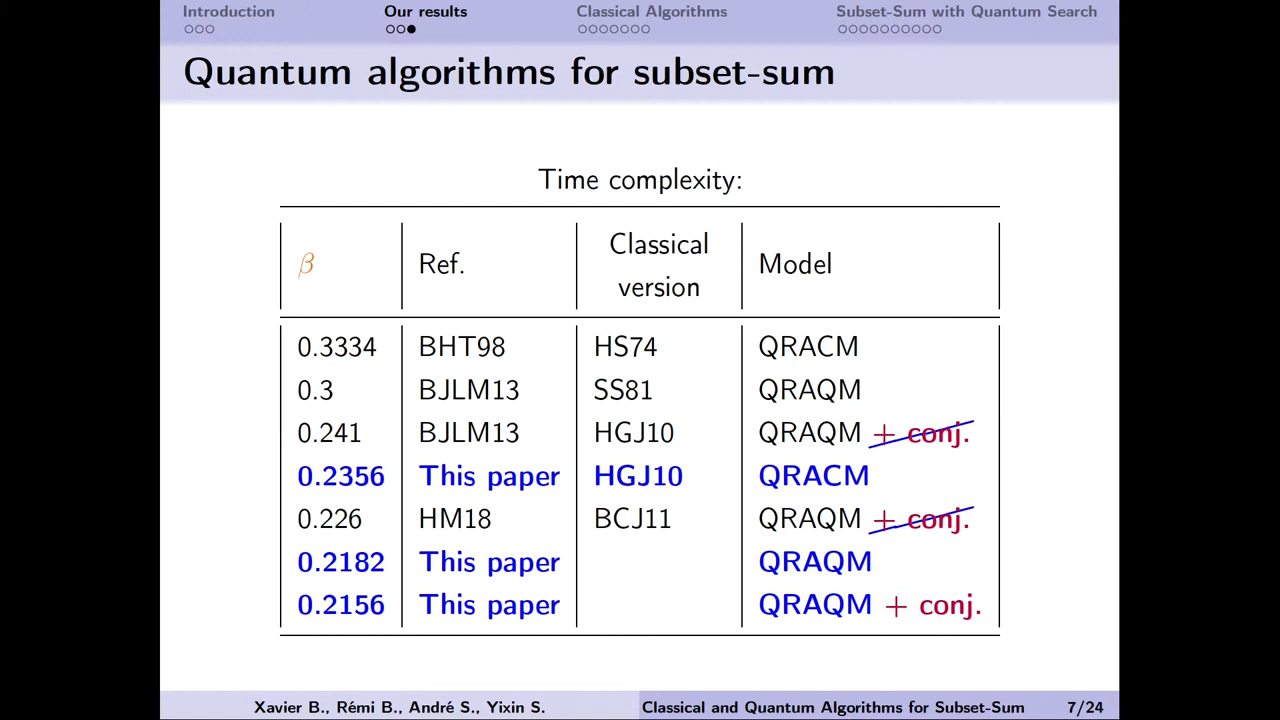 Introduction Our results Classical Algorithms Subset-Sum with Quantum Search
Quantum algorithms for subset-sum
Time complexity:
β Ref. Classical version Model
0.3334 BHT98 HS74 QRACM
0.3 BJLM13 SS81 QRAQM
0.241 BJLM13 HGJ10 QRAQM + conj.
0.2356 This paper HGJ10 QRACM
0.226 HM18 BCJ11 QRAQM + conj.
0.2182 This paper QRAQM
0.2156 This paper QRAQM + conj.
Xavier B., Rémi B., André S., Yixin S. Classical and Quantum Algorithms for Subset-Sum 7/24